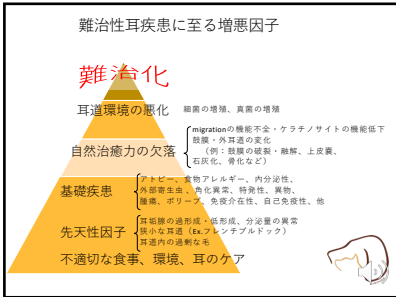 難治性耳疾患に至る増悪因子
難治化
耳道環境の悪化
細菌の増殖、真菌の増殖
自然治癒力の欠落
migrationの機能不全・ケラチノサイトの機能低下
鼓膜・外耳道の変化
(例:鼓膜の破裂・融解、上皮嚢、
石灰化、骨化など)
基礎疾患
アトピー、食物アレルギー、内分泌性、
外部寄生虫、角化異常、特発性、異物、
腫瘍、ポリープ、免疫介在性、自己免疫性、他
先天性因子
耳垢腺の過形成・低形成、分泌量の異常
狭小な耳道(Ex.フレンチブルドック)
耳道内の過剰な毛
不適切な食事、環境、耳のケア